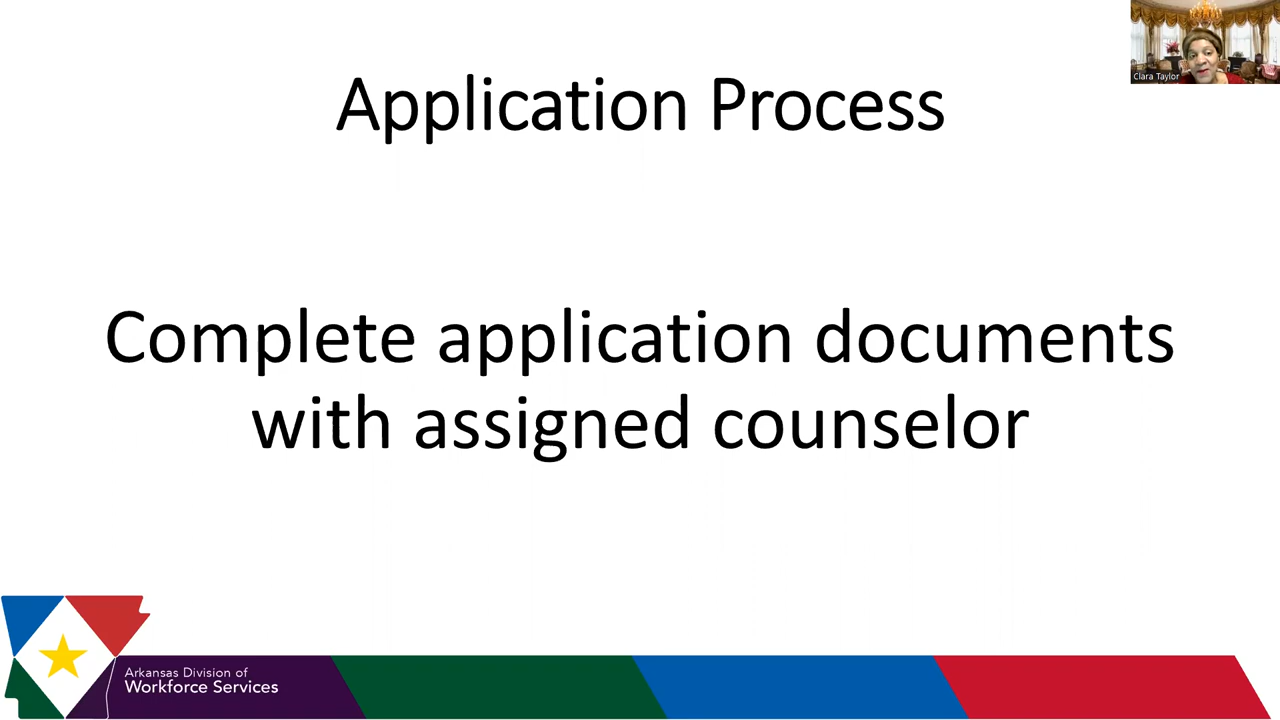 Clara Taylor
Application Process
Complete application documents
with assigned counselor
Arkansas Division of
Workforce Services